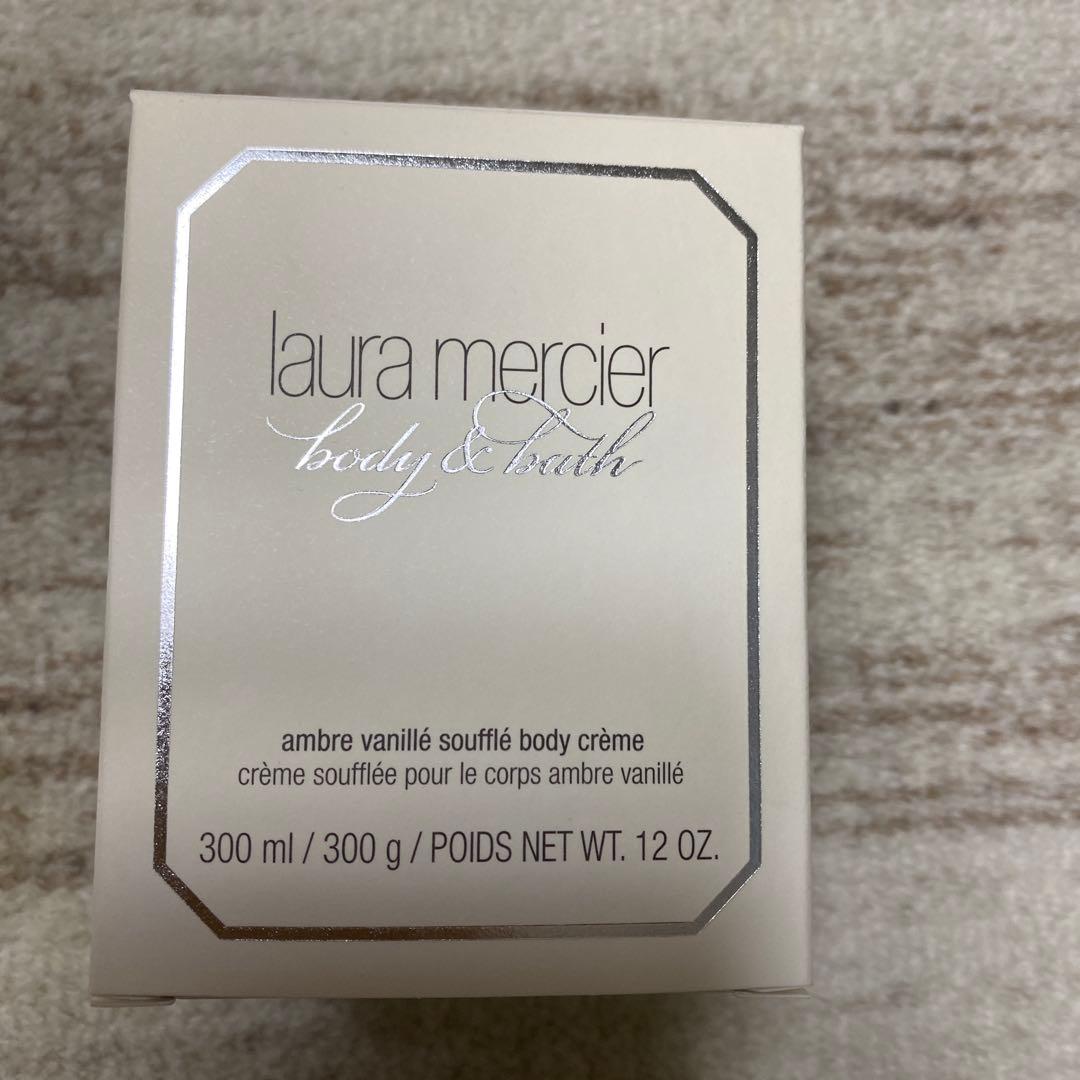 laura mercier
body & bath
ambre vanillé soufflé body crème
crème soufflée pour le corps ambre vanillé
300 ml / 300 g / POIDS NET WT. 12 OZ.